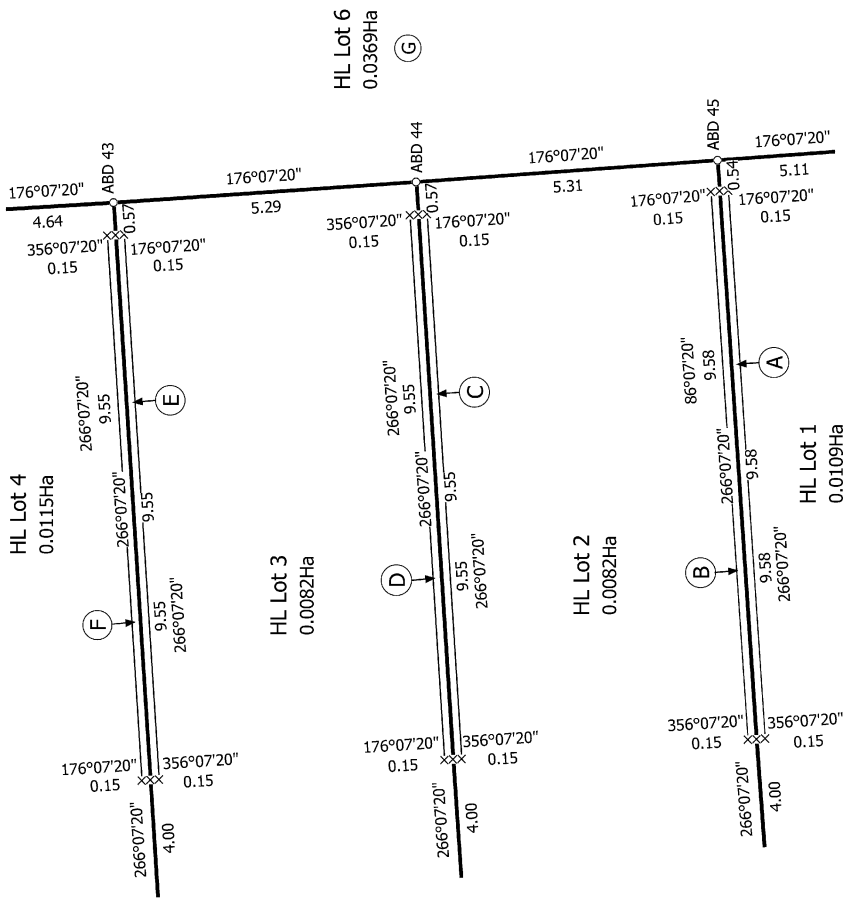 HL Lot 6
0.0369Ha
G
176°07'20"
4.64
ABD 43
0.57
176°07'20"
5.29
ABD 44
0.57
176°07'20"
5.31
ABD 45
0.54
176°07'20"
5.11
356°07'20"
0.15
176°07'20"
0.15
356°07'20"
0.15
176°07'20"
0.15
176°07'20"
0.15
176°07'20"
0.15
HL Lot 4
0.0115Ha
266°07'20"
9.55
E
266°07'20"
9.55
F
9.55
266°07'20"
176°07'20"
0.15
356°07'20"
0.15
266°07'20"
4.00
HL Lot 3
0.0082Ha
266°07'20"
9.55
C
266°07'20"
9.55
D
9.55
266°07'20"
176°07'20"
0.15
356°07'20"
0.15
266°07'20"
4.00
HL Lot 2
0.0082Ha
86°07'20"
9.58
A
266°07'20"
9.58
B
9.58
266°07'20"
356°07'20"
0.15
356°07'20"
0.15
266°07'20"
4.00
HL Lot 1
0.0109Ha